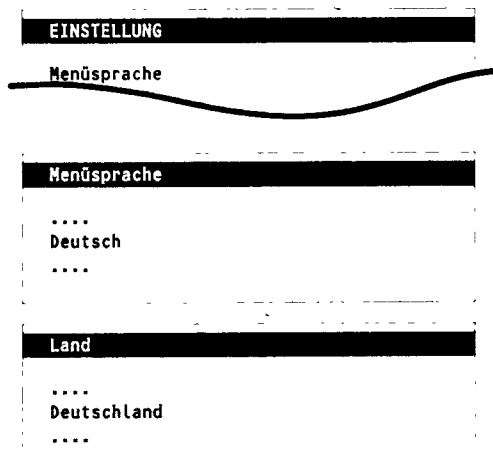 EINSTELLUNG
Menüsprache
Menüsprache
....
Deutsch
....
Land
....
Deutschland
....